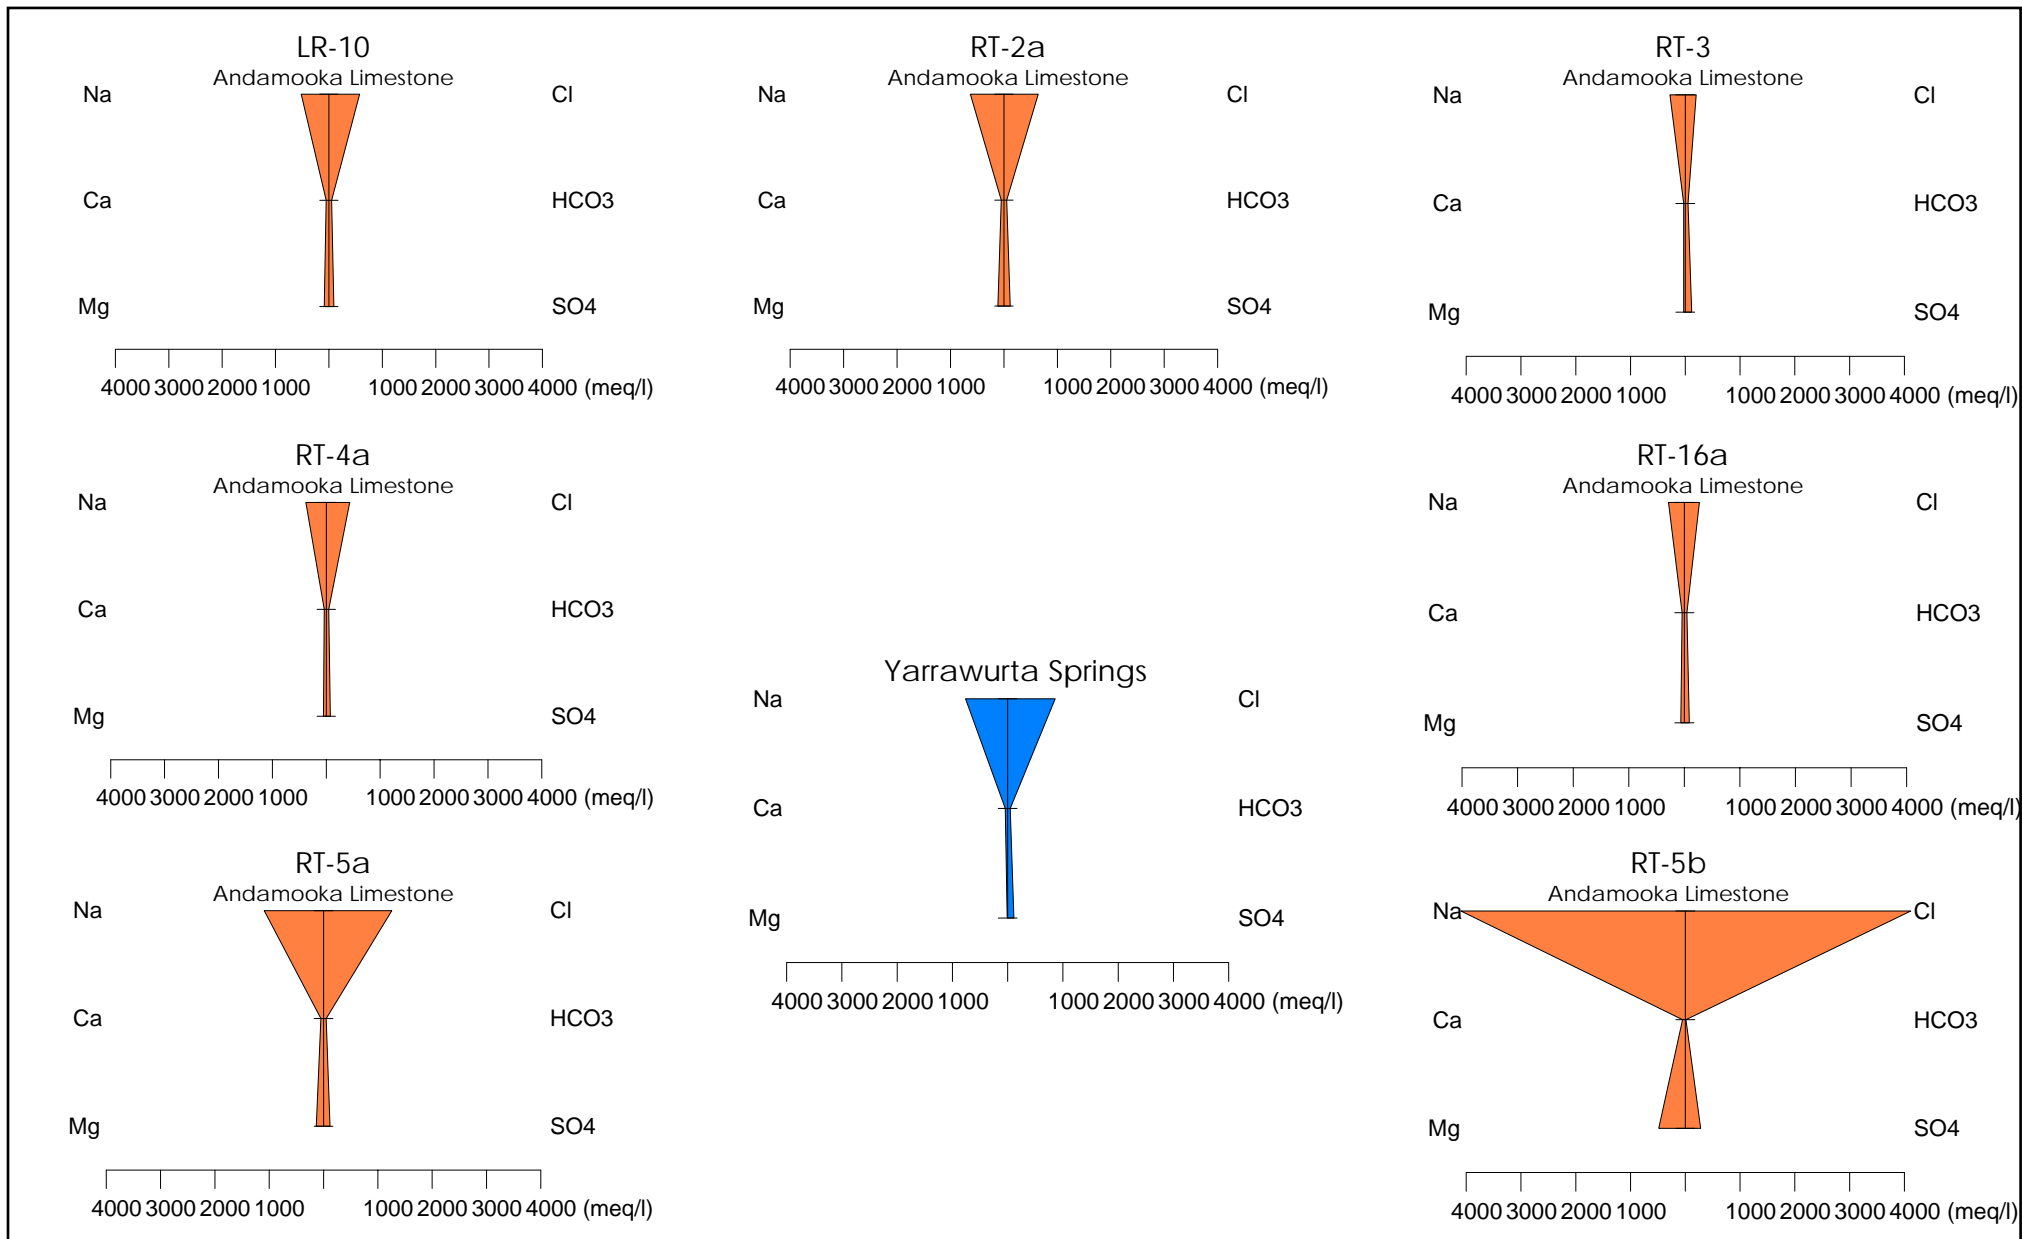 LR-10
Andamooka Limestone
Na Cl
Ca HCO3
Mg SO4
4000 3000 2000 1000 1000 2000 3000 4000 (meq/l)
RT-2a
Andamooka Limestone
Na Cl
Ca HCO3
Mg SO4
4000 3000 2000 1000 1000 2000 3000 4000 (meq/l)
RT-3
Andamooka Limestone
Na Cl
Ca HCO3
Mg SO4
4000 3000 2000 1000 1000 2000 3000 4000 (meq/l)
RT-4a
Andamooka Limestone
Na Cl
Ca HCO3
Mg SO4
4000 3000 2000 1000 1000 2000 3000 4000 (meq/l)
Yarrawurta Springs
Na Cl
Ca HCO3
Mg SO4
4000 3000 2000 1000 1000 2000 3000 4000 (meq/l)
RT-16a
Andamooka Limestone
Na Cl
Ca HCO3
Mg SO4
4000 3000 2000 1000 1000 2000 3000 4000 (meq/l)
RT-5a
Andamooka Limestone
Na Cl
Ca HCO3
Mg SO4
4000 3000 2000 1000 1000 2000 3000 4000 (meq/l)
RT-5b
Andamooka Limestone
Na Cl
Ca HCO3
Mg SO4
4000 3000 2000 1000 1000 2000 3000 4000 (meq/l)